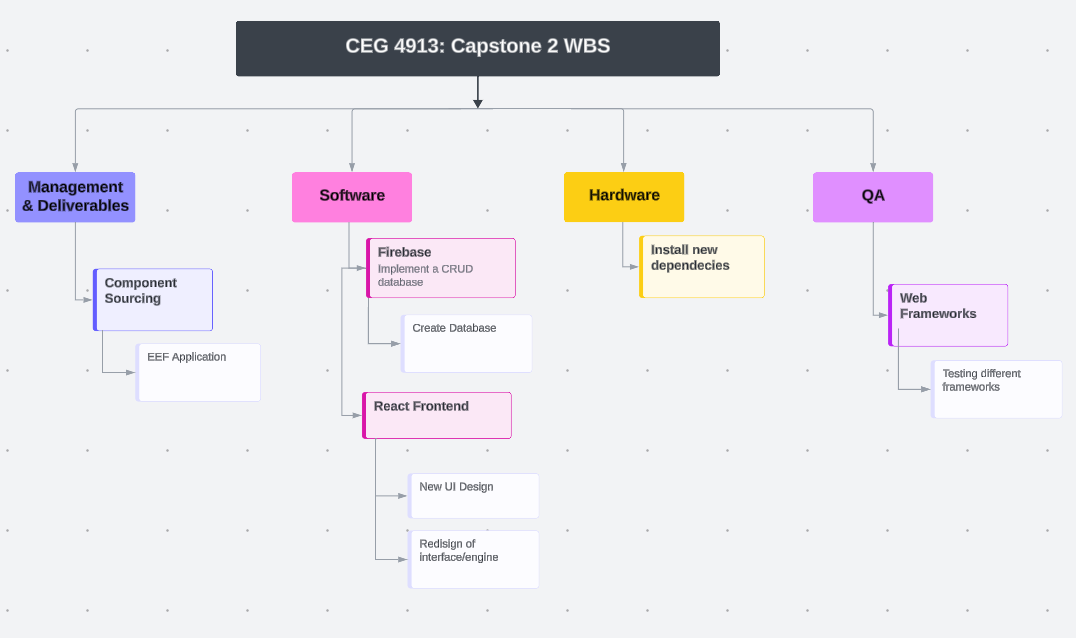 CEG 4913: Capstone 2 WBS
Management
& Deliverables
Component
Sourcing
EEF Application
Software
Firebase
Implement a CRUD
database
Create Database
React Frontend
New UI Design
Redisign of
interface/engine
Hardware
Install new
dependecies
QA
Web
Frameworks
Testing different
frameworks